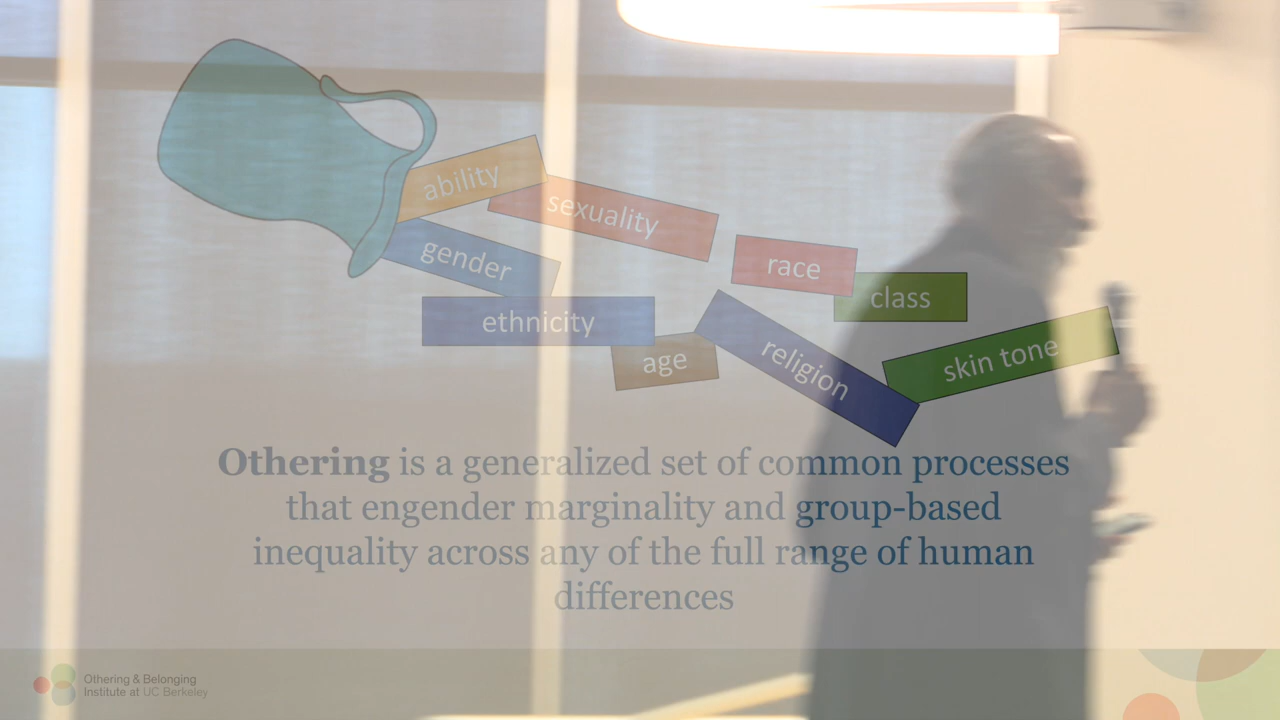 ability
sexuality
gender
race
class
ethnicity
age
religion
skin tone
Othering is a generalized set of common processes
that engender marginality and group-based
inequality across any of the full range of human
differences
Othering & Belonging
Institute at UC Berkeley